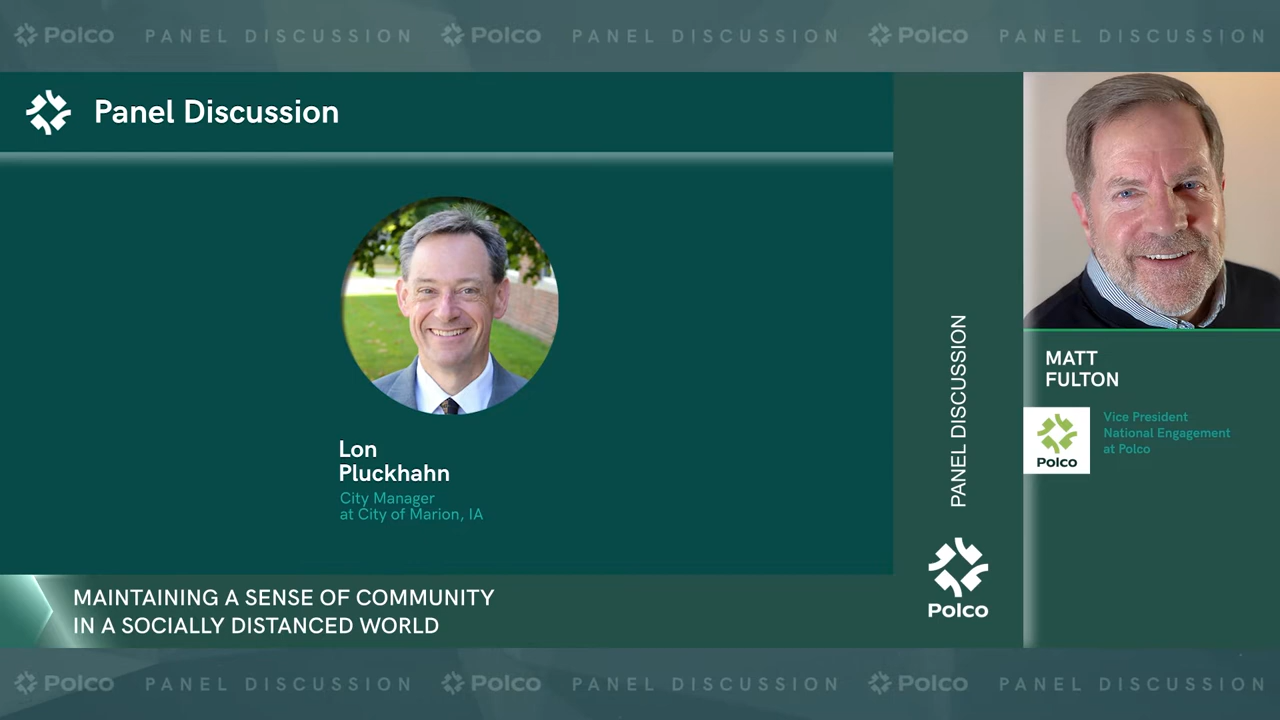 Polco PANEL DISCUSSION Polco PANEL DISCUSSION Polco PANEL DISCUSSION
Panel Discussion
Lon
Pluckhahn
City Manager
at City of Marion, IA
MAINTAINING A SENSE OF COMMUNITY
IN A SOCIALLY DISTANCED WORLD
PANEL DISCUSSION
Polco
MATT
FULTON
Polco
Vice President
National Engagement
at Polco
Polco PANEL DISCUSSION Polco PANEL DISCUSSION Polco PANEL DISCUSSION